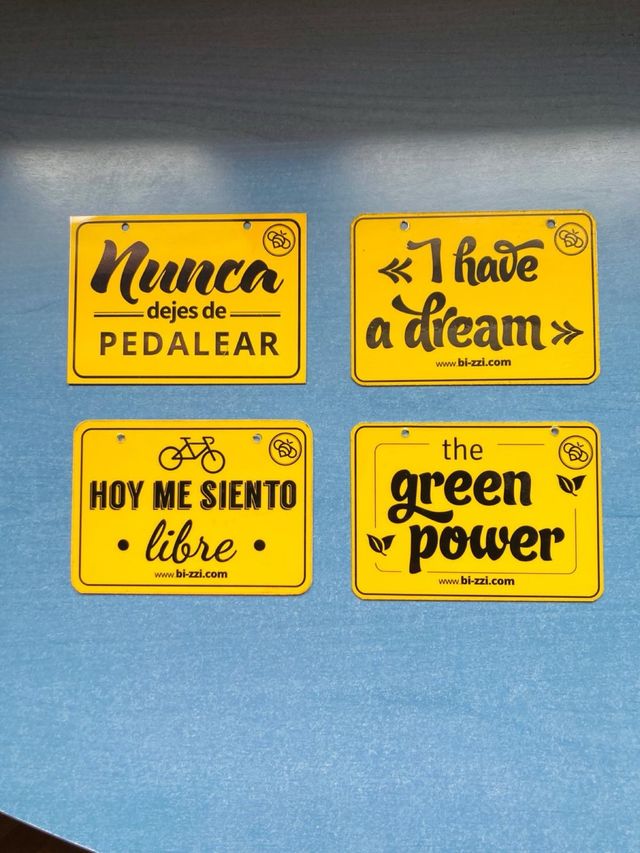 Nunca
dejes de
PEDALEAR
«I have
a dream»
www.bi-zzi.com
HOY ME SIENTO
• libre •
www.bi-zzi.com
the
green
power
www.bi-zzi.com